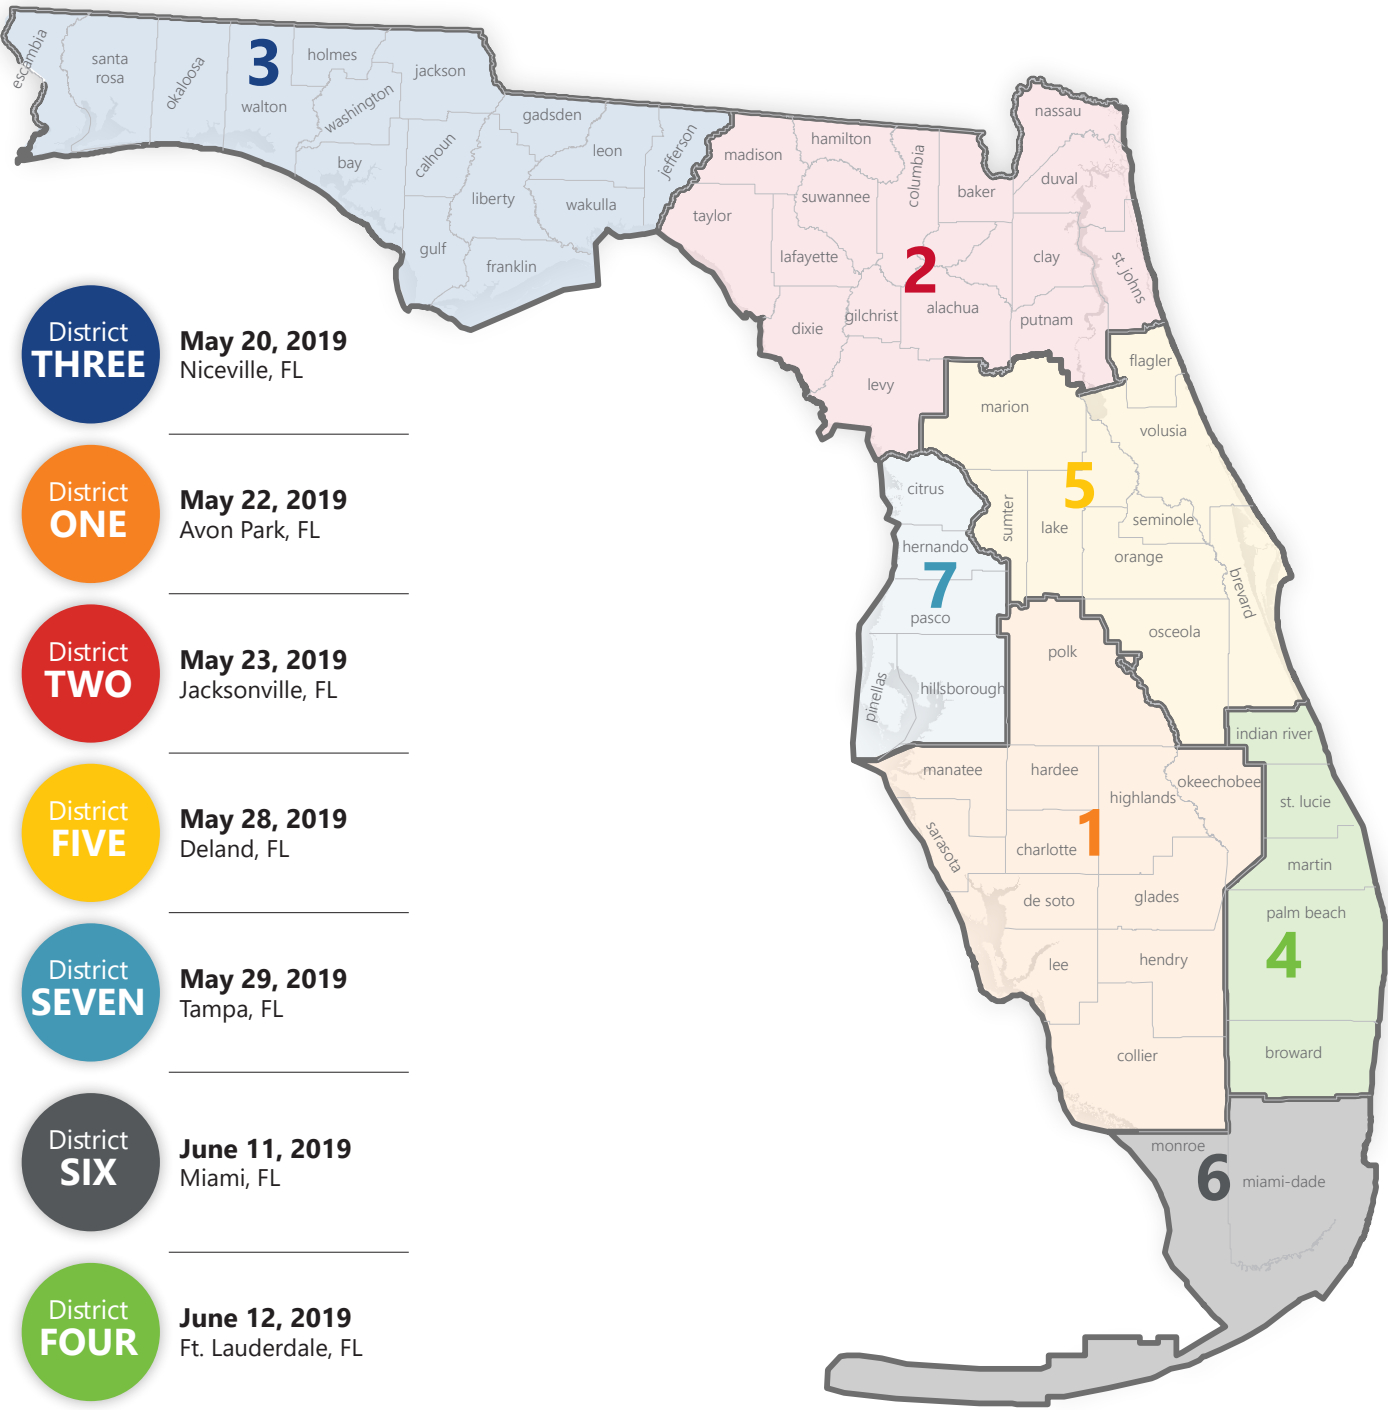 escambia
santa
rosa
okaloosa
3
walton
holmes
washington
jackson
bay
calhoun
gulf
liberty
franklin
gadsden
leon
wakulla
jefferson
madison
taylor
hamilton
suwannee
lafayette
columbia
baker
nassau
duval
clay
st. johns
2
dixie
gilchrist
alachua
putnam
levy
flagler
marion
volusia
5
citrus
sumter
lake
seminole
orange
hernando
7
pasco
brevard
osceola
polk
pinellas
hillsborough
indian river
manatee
hardee
highlands
okeechobee
st. lucie
sarasota
charlotte
1
martin
de soto
glades
palm beach
4
lee
hendry
collier
broward
monroe
6
miami-dade
District
THREE
May 20, 2019
Niceville, FL
District
ONE
May 22, 2019
Avon Park, FL
District
TWO
May 23, 2019
Jacksonville, FL
District
FIVE
May 28, 2019
Deland, FL
District
SEVEN
May 29, 2019
Tampa, FL
District
SIX
June 11, 2019
Miami, FL
District
FOUR
June 12, 2019
Ft. Lauderdale, FL